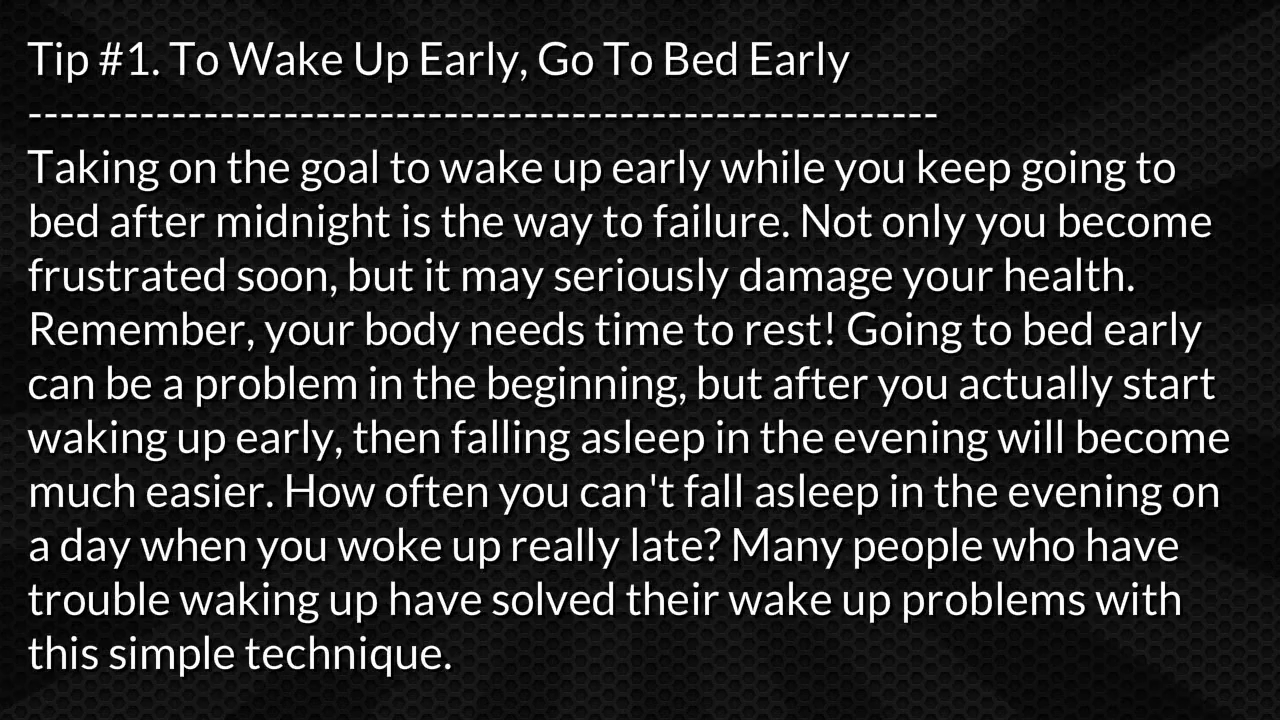 Tip #1. To Wake Up Early, Go To Bed Early
---------------------------------------------------------
Taking on the goal to wake up early while you keep going to
bed after midnight is the way to failure. Not only you become
frustrated soon, but it may seriously damage your health.
Remember, your body needs time to rest! Going to bed early
can be a problem in the beginning, but after you actually start
waking up early, then falling asleep in the evening will become
much easier. How often you can't fall asleep in the evening on
a day when you woke up really late? Many people who have
trouble waking up have solved their wake up problems with
this simple technique.